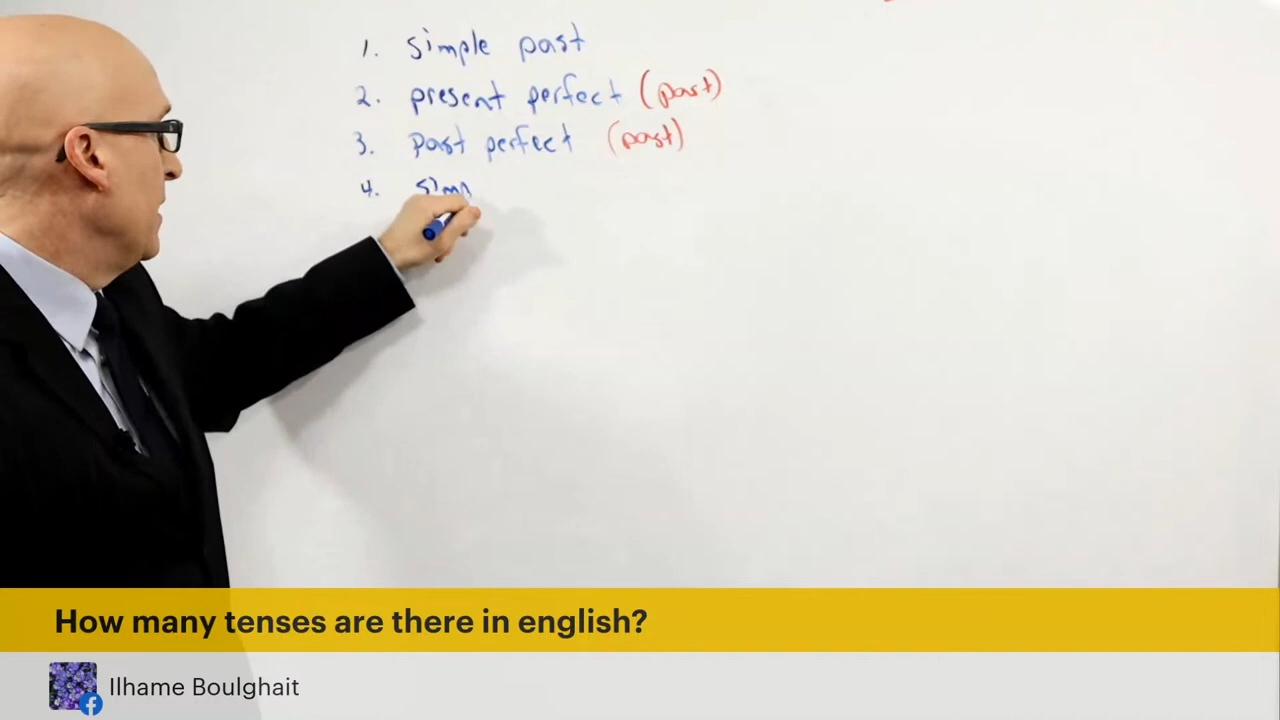 1. simple past
2. present perfect (past)
3. past perfect (past)
4. simp
How many tenses are there in english?
Ilhame Boulghait